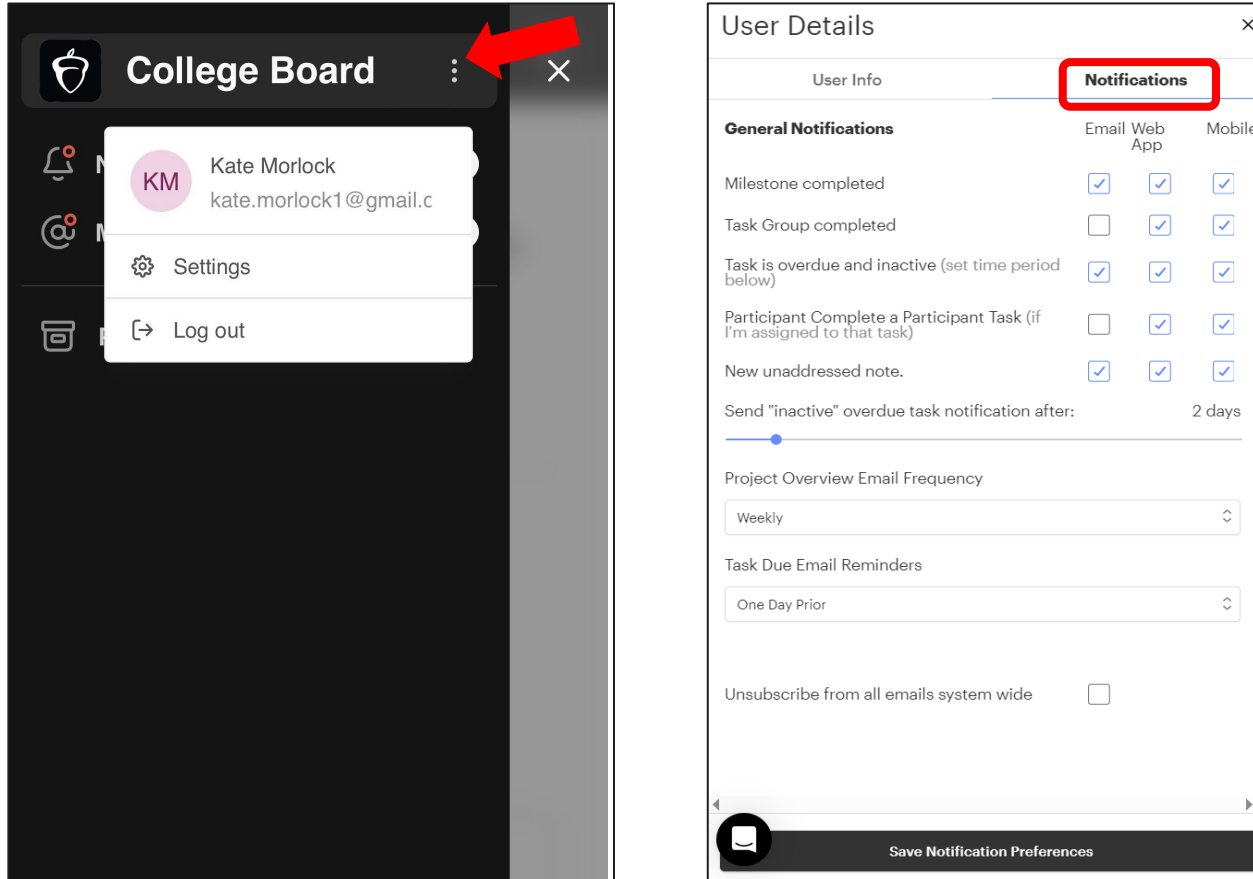 College Board
KM
Kate Morlock
kate.morlock1@gmail.c
Settings
Log out
User Details
User Info
Notifications
General Notifications
Email Web App
Mobile
Milestone completed
Task Group completed
Task is overdue and inactive (set time period
below)
Participant Complete a Participant Task (if
I'm assigned to that task)
New unaddressed note.
Send "inactive" overdue task notification after: 2 days
Project Overview Email Frequency
Weekly
Task Due Email Reminders
One Day Prior
Unsubscribe from all emails system wide
Save Notification Preferences